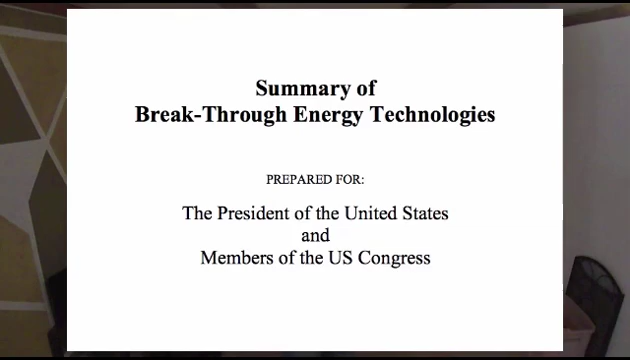 Summary of
Break-Through Energy Technologies
PREPARED FOR:
The President of the United States
and
Members of the US Congress